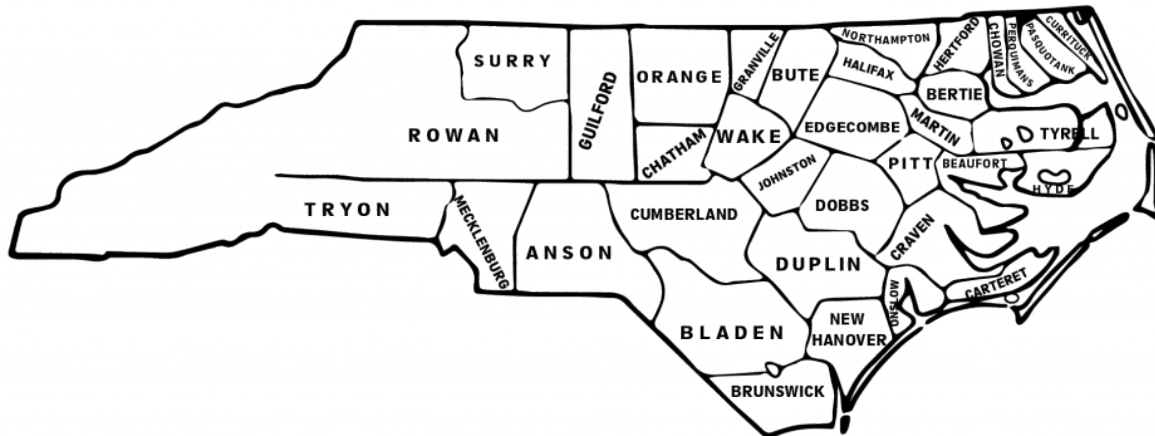 SURRY
GUILFORD
ORANGE
GRANVILLE
BUTE
NORTHAMPTON
HALIFAX
HERTFORD
CHOWAN
PERQUIMANS
PASQUOTANK
CURRITUCK
BERTIE
ROWAN
CHATHAM
WAKE
EDGECOMBE
MARTIN
TYRELL
JOHNSTON
PITT
BEAUFORT
HYDE
TRYON
MECKLENBURG
ANSON
CUMBERLAND
DOBBS
CRAVEN
DUPLIN
ONSLOW
CARTERET
BLADEN
NEW
HANOVER
BRUNSWICK